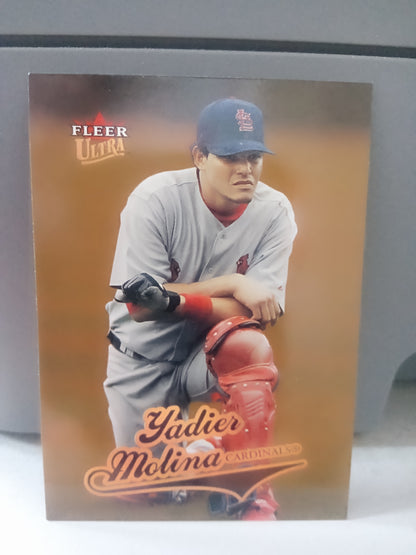 FLEER
ULTRA
Yadier
Molina CARDINALS®